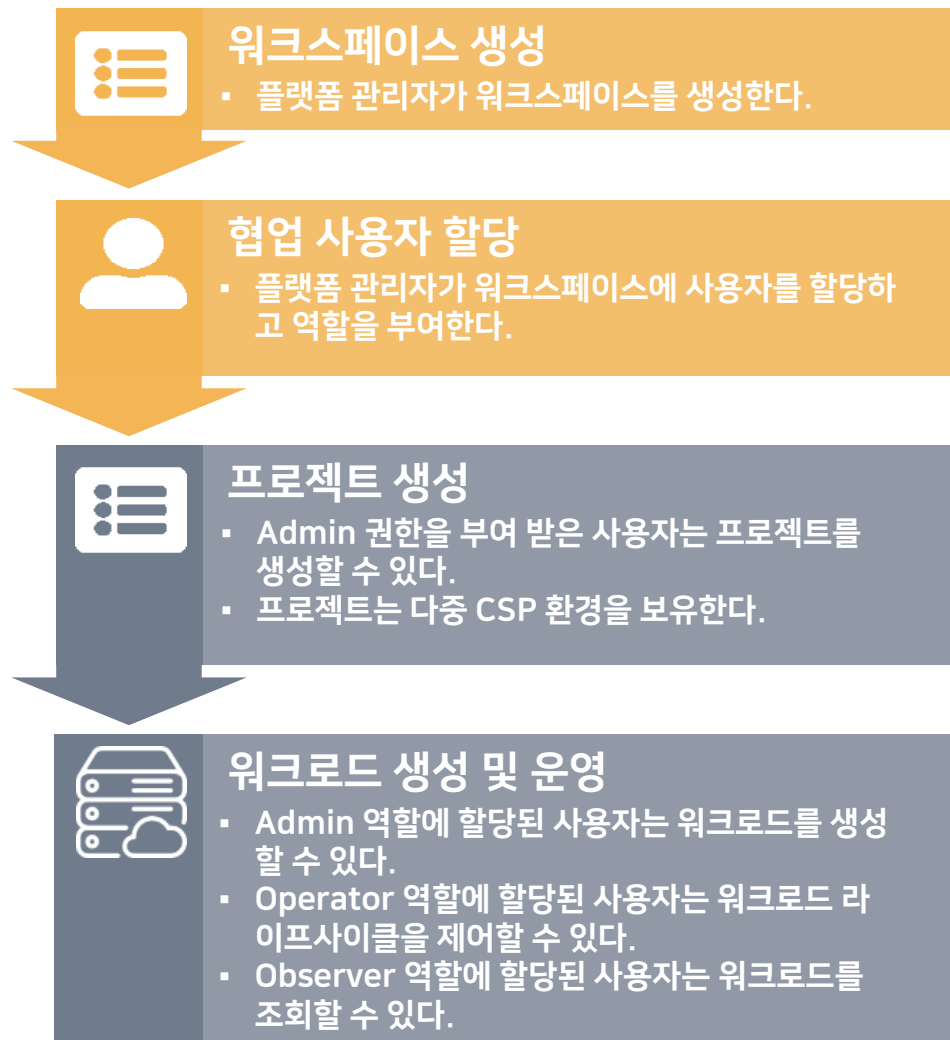 워크스페이스 생성
▪ 플랫폼 관리자가 워크스페이스를 생성한다.
협업 사용자 할당
▪ 플랫폼 관리자가 워크스페이스에 사용자를 할당하
고 역할을 부여한다.
프로젝트 생성
▪ Admin 권한을 부여 받은 사용자는 프로젝트를
생성할 수 있다.
▪ 프로젝트는 다중 CSP 환경을 보유한다.
워크로드 생성 및 운영
▪ Admin 역할에 할당된 사용자는 워크로드를 생성
할 수 있다.
▪ Operator 역할에 할당된 사용자는 워크로드 라
이프사이클을 제어할 수 있다.
▪ Observer 역할에 할당된 사용자는 워크로드를
조회할 수 있다.